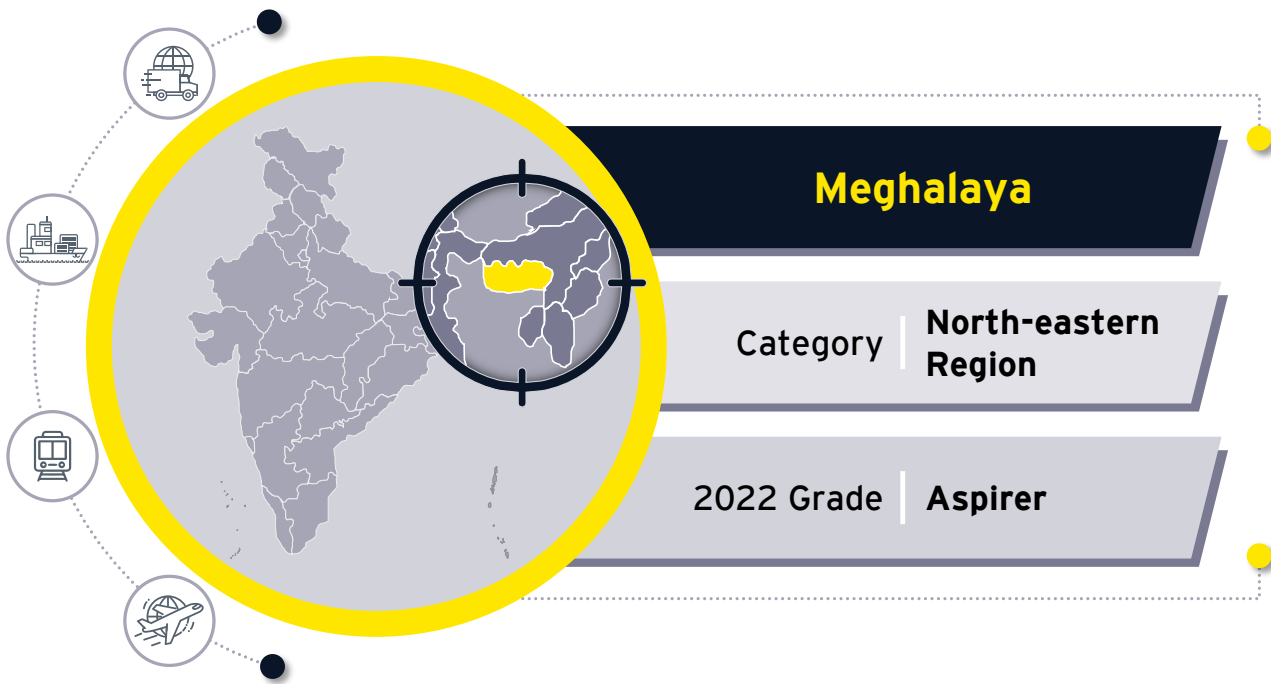 Meghalaya
Category
North-eastern
Region
2022 Grade
Aspirer